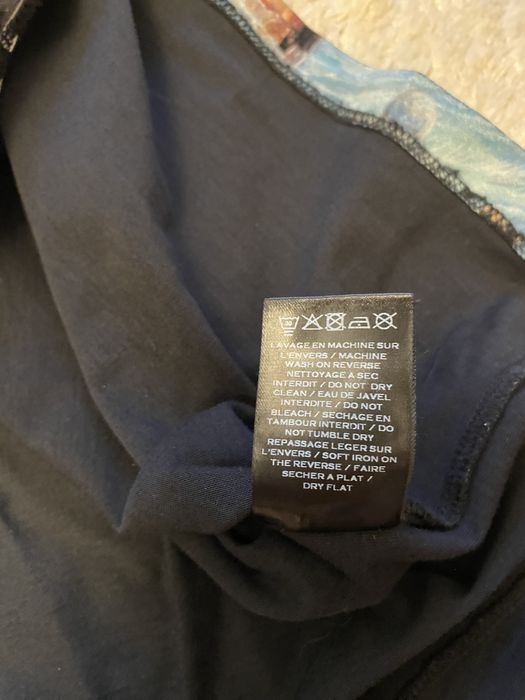 30
LAVAGE EN MACHINE SUR
L'ENVERS / MACHINE
WASH ON REVERSE
NETTOYAGE A SEC
INTERDIT / DO NOT DRY
CLEAN / EAU DE JAVEL
INTERDITE / DO NOT
BLEACH / SECHAGE EN
TAMBOUR INTERDIT / DO
NOT TUMBLE DRY
REPASSAGE LEGER SUR
L'ENVERS / SOFT IRON ON
THE REVERSE / FAIRE
SECHER A PLAT /
DRY FLAT